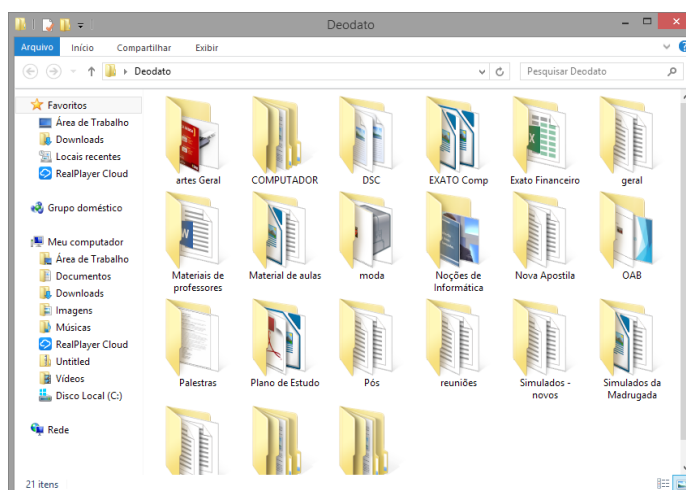 Deodato
Arquivo Início Compartilhar Exibir
Deodato
Pesquisar Deodato
Favoritos
Área de Trabalho
Downloads
Locais recentes
RealPlayer Cloud
Grupo doméstico
Meu computador
Área de Trabalho
Documentos
Downloads
Imagens
Músicas
RealPlayer Cloud
Untitled
Vídeos
Disco Local (C:)
Rede
artes Geral COMPUTADOR DSC EXATO Comp Exato Financeiro geral
Materiais de professores Material de aulas moda Noções de Informática Nova Apostila OAB
Palestras Plano de Estudo Pós reuniões Simulados - novos Simulados da Madrugada
21 itens